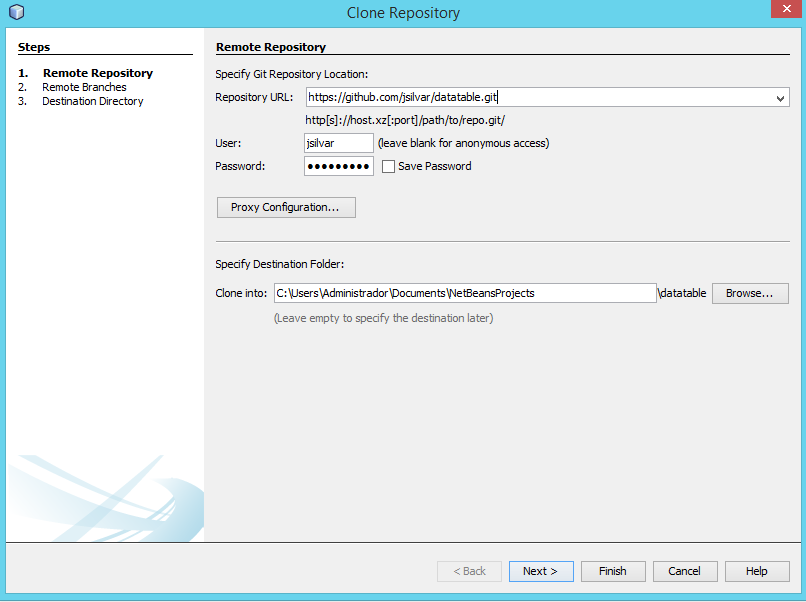 Clone Repository
Steps
1. Remote Repository
2. Remote Branches
3. Destination Directory
Remote Repository
Specify Git Repository Location:
Repository URL: https://github.com/jsilvar/datatable.git
http[s]://host.xz[:port]/path/to/repo.git/
User: jsilvar (leave blank for anonymous access)
Password: ●●●●●●●●● Save Password
Proxy Configuration...
Specify Destination Folder:
Clone into: C:\Users\Administrador\Documents\NetBeansProjects \datatable Browse...
(Leave empty to specify the destination later)
< Back Next > Finish Cancel Help